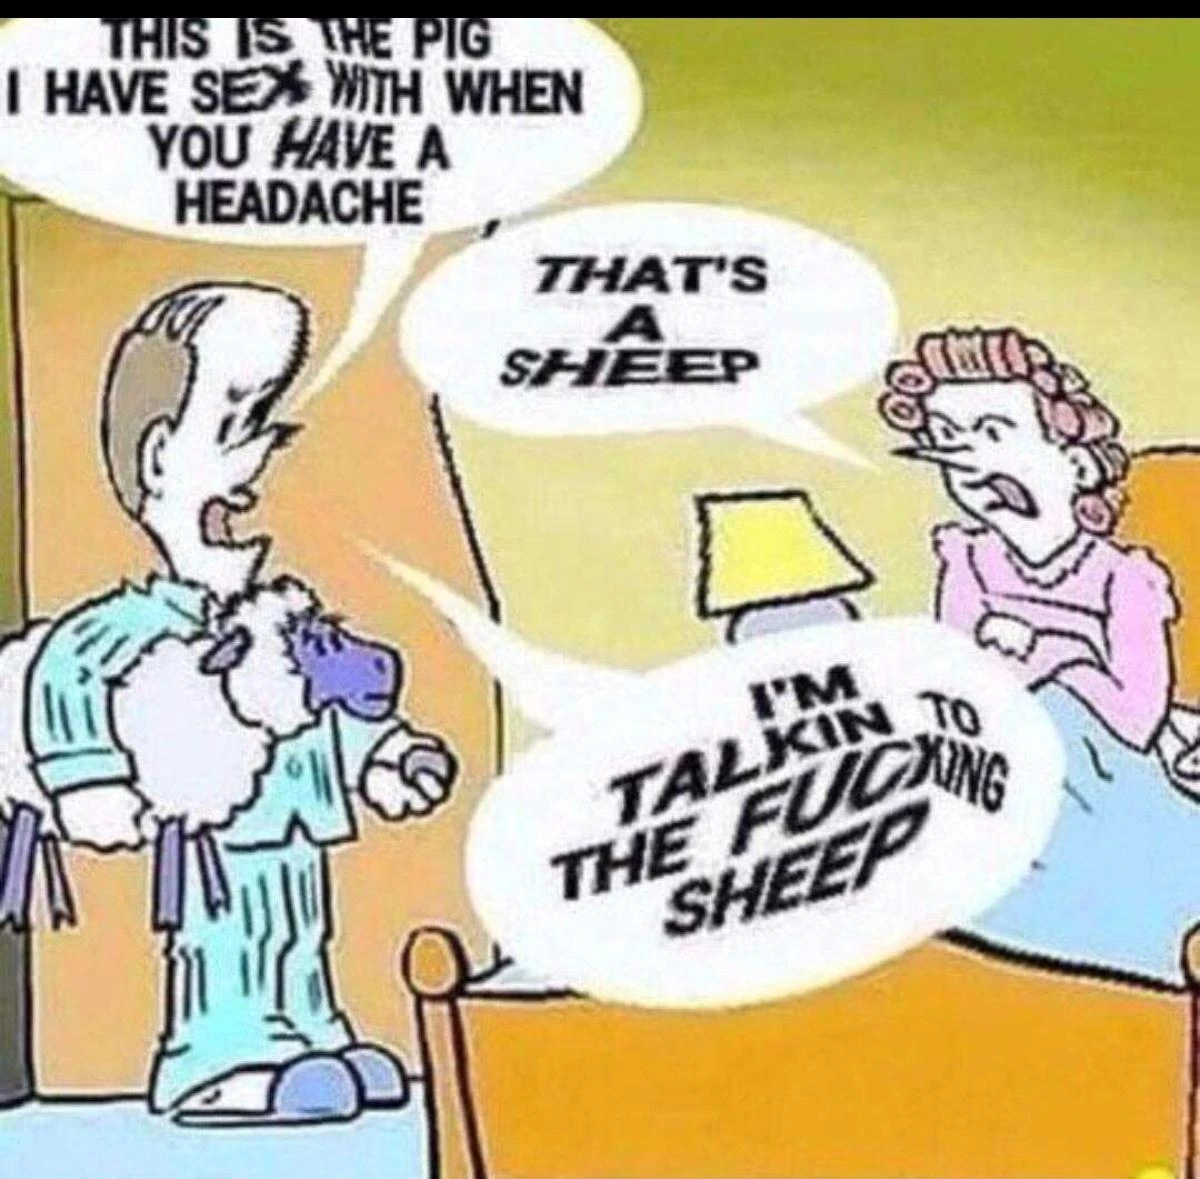 THIS IS THE PIG
I HAVE SEX WITH WHEN
YOU HAVE A
HEADACHE
THAT'S
A
SHEEP
I'M
TALKIN TO
THE FUCKING
SHEEP